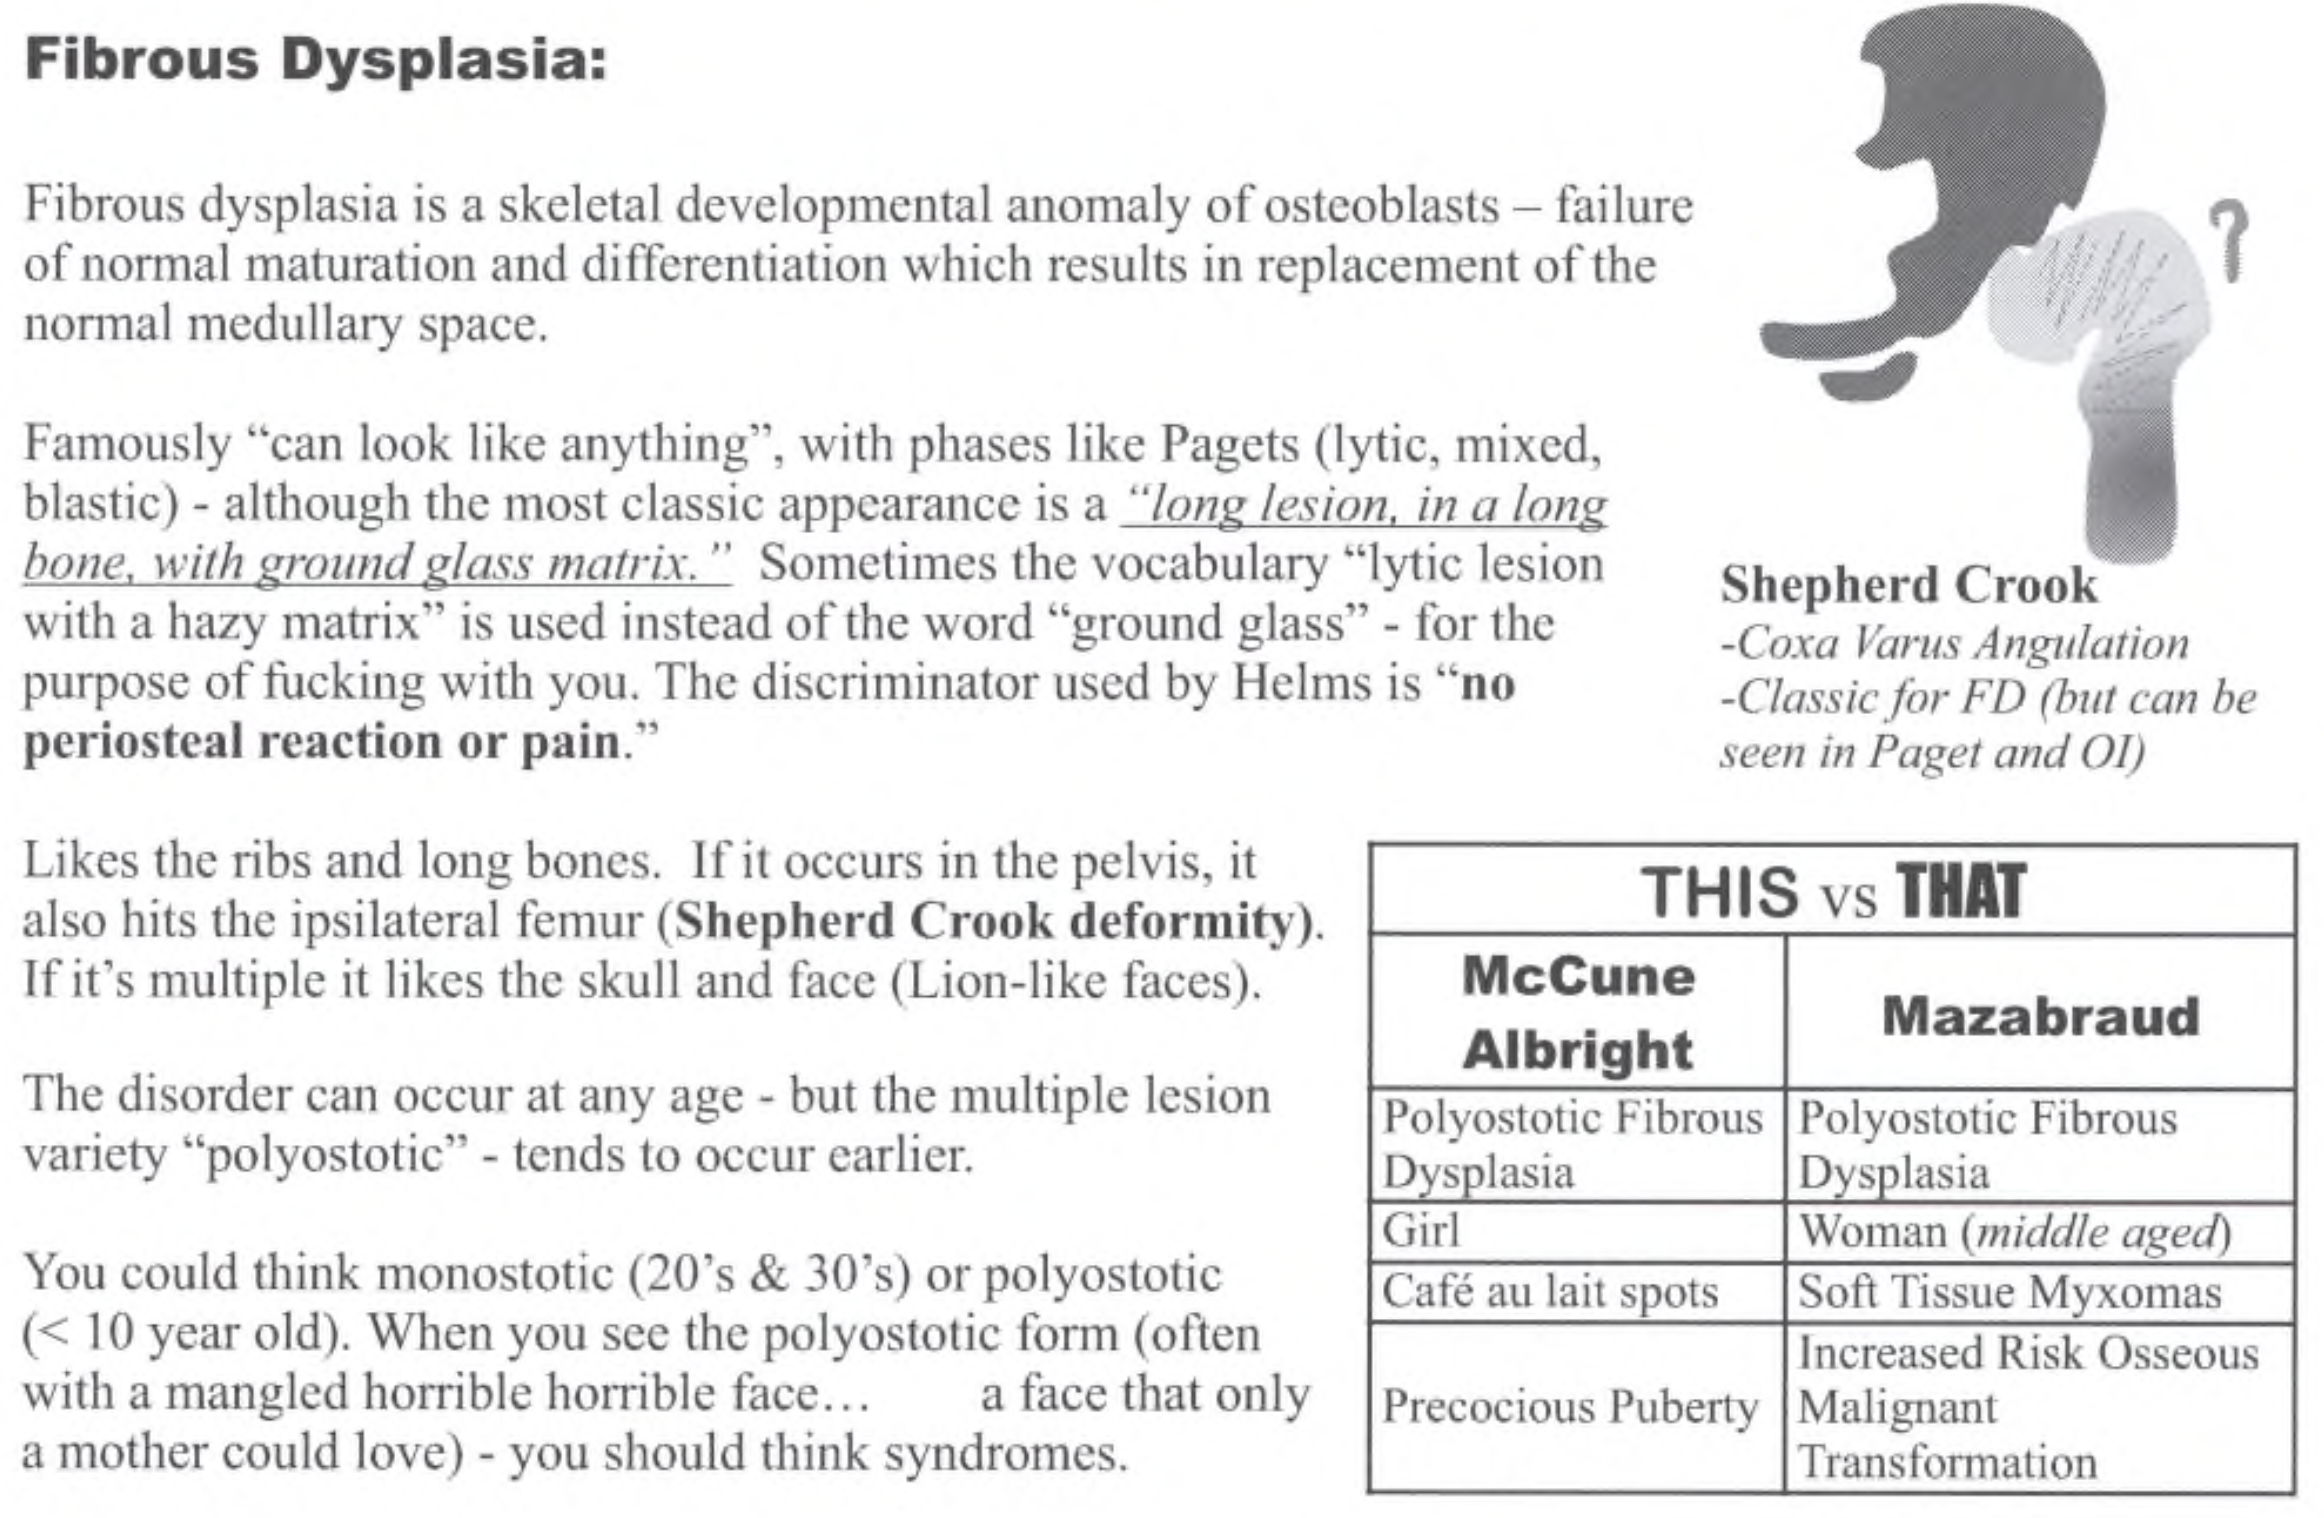 Fibrous Dysplasia:
Fibrous dysplasia is a skeletal developmental anomaly of osteoblasts – failure
of normal maturation and differentiation which results in replacement of the
normal medullary space.
Famously “can look like anything”, with phases like Pagets (lytic, mixed,
blastic) - although the most classic appearance is a “long lesion, in a long
bone, with ground glass matrix.” Sometimes the vocabulary “lytic lesion
with a hazy matrix” is used instead of the word “ground glass” - for the
purpose of fucking with you. The discriminator used by Helms is “no
periosteal reaction or pain.”
?
Shepherd Crook
-Coxa Varus Angulation
-Classic for FD (but can be
seen in Paget and OI)
Likes the ribs and long bones. If it occurs in the pelvis, it
also hits the ipsilateral femur (Shepherd Crook deformity).
If it’s multiple it likes the skull and face (Lion-like faces).
The disorder can occur at any age - but the multiple lesion
variety “polyostotic” - tends to occur earlier.
You could think monostotic (20’s & 30’s) or polyostotic
(< 10 year old). When you see the polyostotic form (often
with a mangled horrible horrible face… a face that only
a mother could love) - you should think syndromes.
THIS vs THAT
McCune
Albright
Mazabraud
Polyostotic Fibrous
Dysplasia
Polyostotic Fibrous
Dysplasia
Girl
Woman (middle aged)
Café au lait spots
Soft Tissue Myxomas
Precocious Puberty
Increased Risk Osseous
Malignant
Transformation